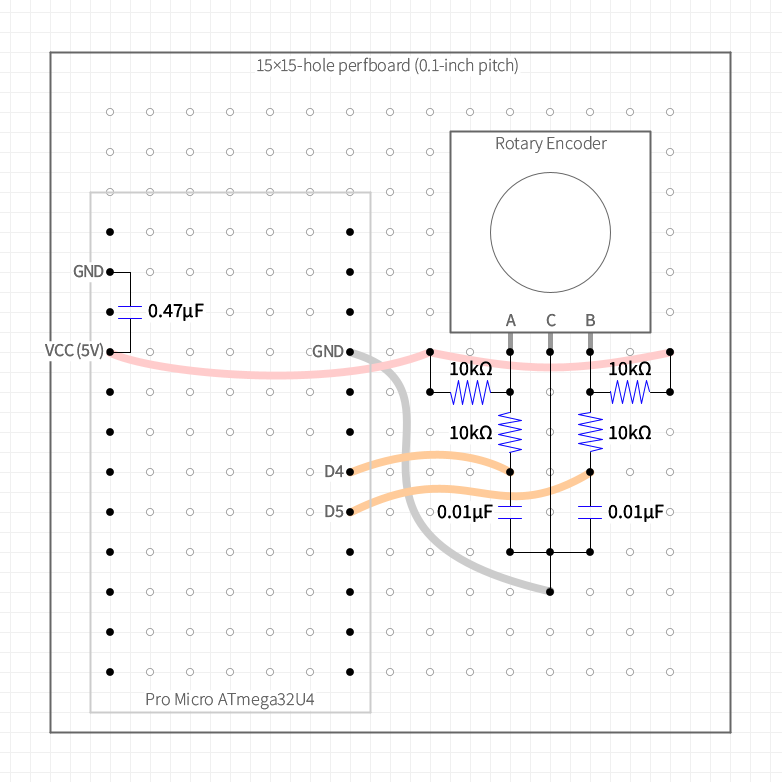 15×15-hole perfboard (0.1-inch pitch)
Rotary Encoder
GND
0.47µF
A
C
B
VCC (5V)
GND
10kΩ
10kΩ
10kΩ
10kΩ
D4
D5
0.01µF
0.01µF
Pro Micro ATmega32U4